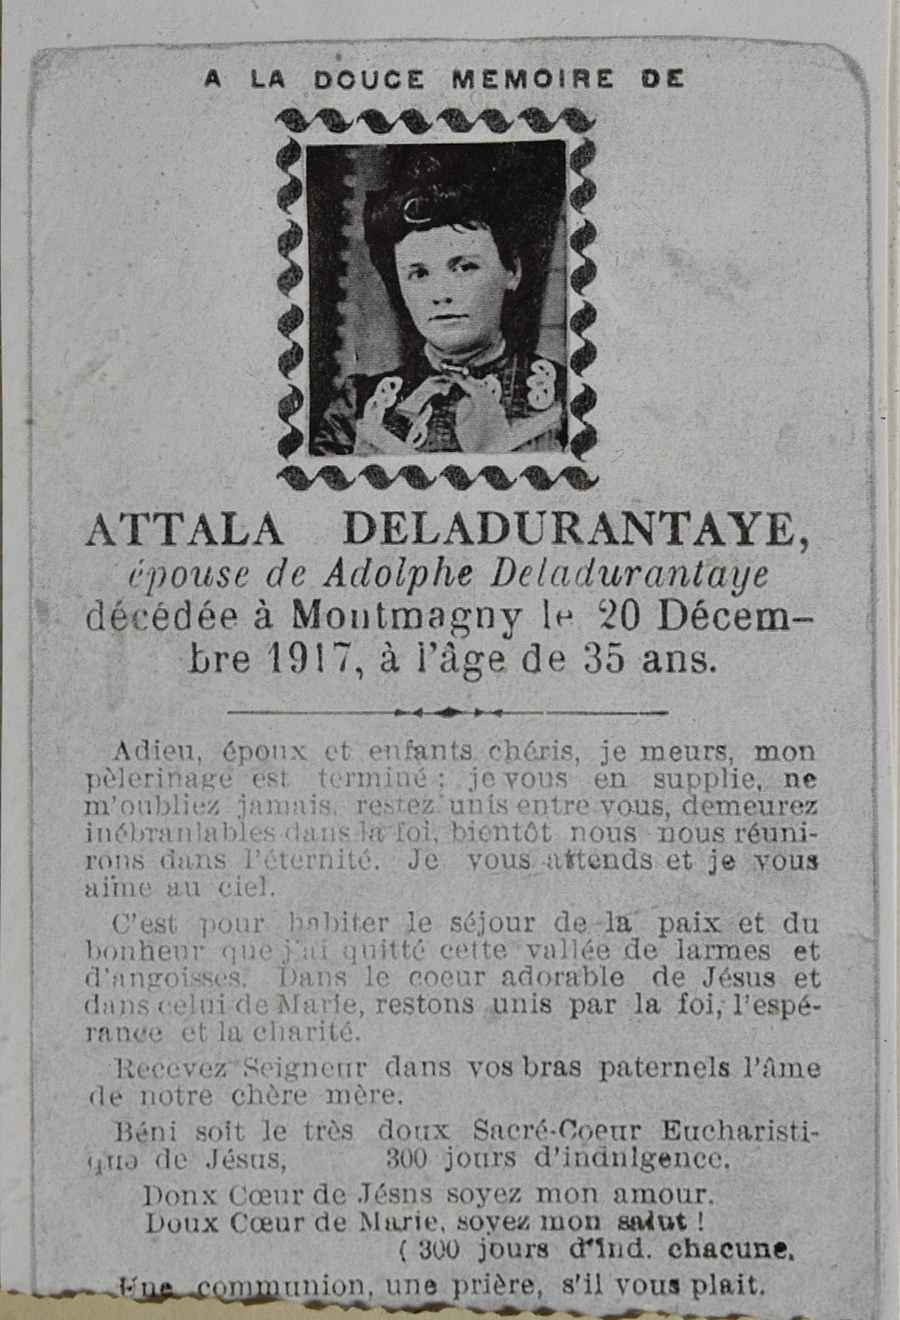 A LA DOUCE MEMOIRE DE
ATTALA DELADURANTAYE,
épouse de Adolphe Deladurantaye
décédée à Montmagny le 20 Décem-
bre 1917, à l'âge de 35 ans.
Adieu, époux et enfants chéris, je meurs, mon
pèlerinage est terminé ; je vous en supplie, ne
m'oubliez jamais, restez unis entre vous, demeurez
inébranlables dans la foi, bientôt nous nous réuni-
rons dans l'éternité. Je vous attends et je vous
aime au ciel.
C'est pour habiter le séjour de la paix et du
bonheur que j'ai quitté cette vallée de larmes et
d'angoisses. Dans le coeur adorable de Jésus et
dans celui de Marie, restons unis par la foi, l'espé-
rance et la charité.
Recevez Seigneur dans vos bras paternels l'âme
de notre chère mère.
Béni soit le très doux Sacré-Coeur Eucharisti-
que de Jésus, 300 jours d'indnlgence.
Donx Cœur de Jésns soyez mon amour.
Doux Cœur de Marie, soyez mon salut !
( 300 jours d'Ind. chacune.
Une communion, une prière, s'il vous plait.